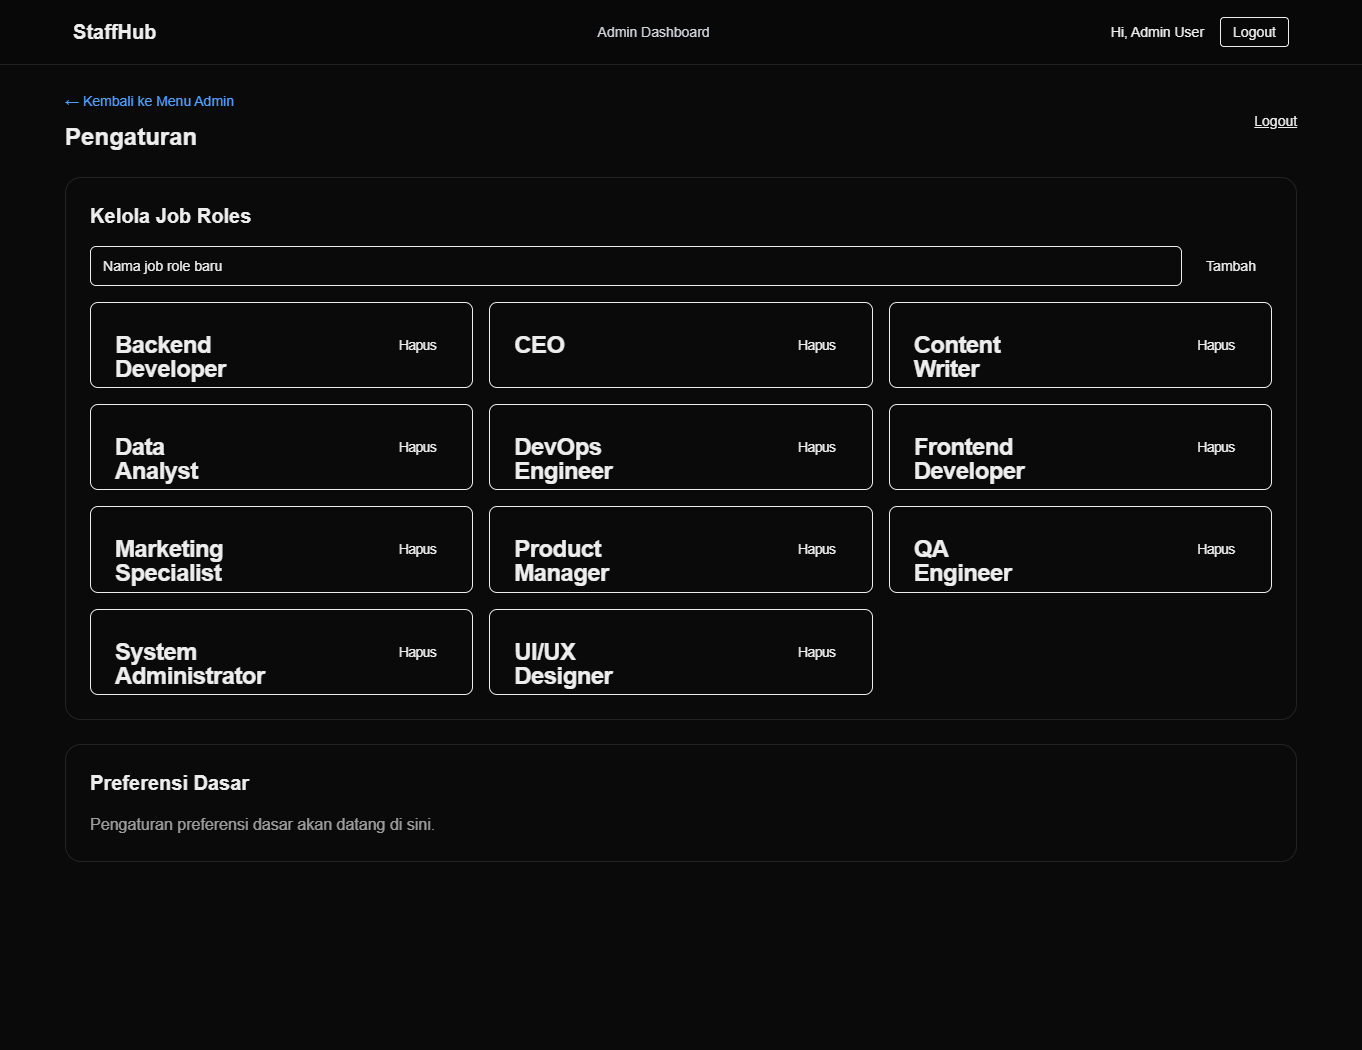 StaffHub
Admin Dashboard
Hi, Admin User
Logout
← Kembali ke Menu Admin
Pengaturan
Logout
Kelola Job Roles
Nama job role baru
Tambah
Backend
Developer
Hapus
CEO
Hapus
Content
Writer
Hapus
Data
Analyst
Hapus
DevOps
Engineer
Hapus
Frontend
Developer
Hapus
Marketing
Specialist
Hapus
Product
Manager
Hapus
QA
Engineer
Hapus
System
Administrator
Hapus
UI/UX
Designer
Hapus
Preferensi Dasar
Pengaturan preferensi dasar akan datang di sini.